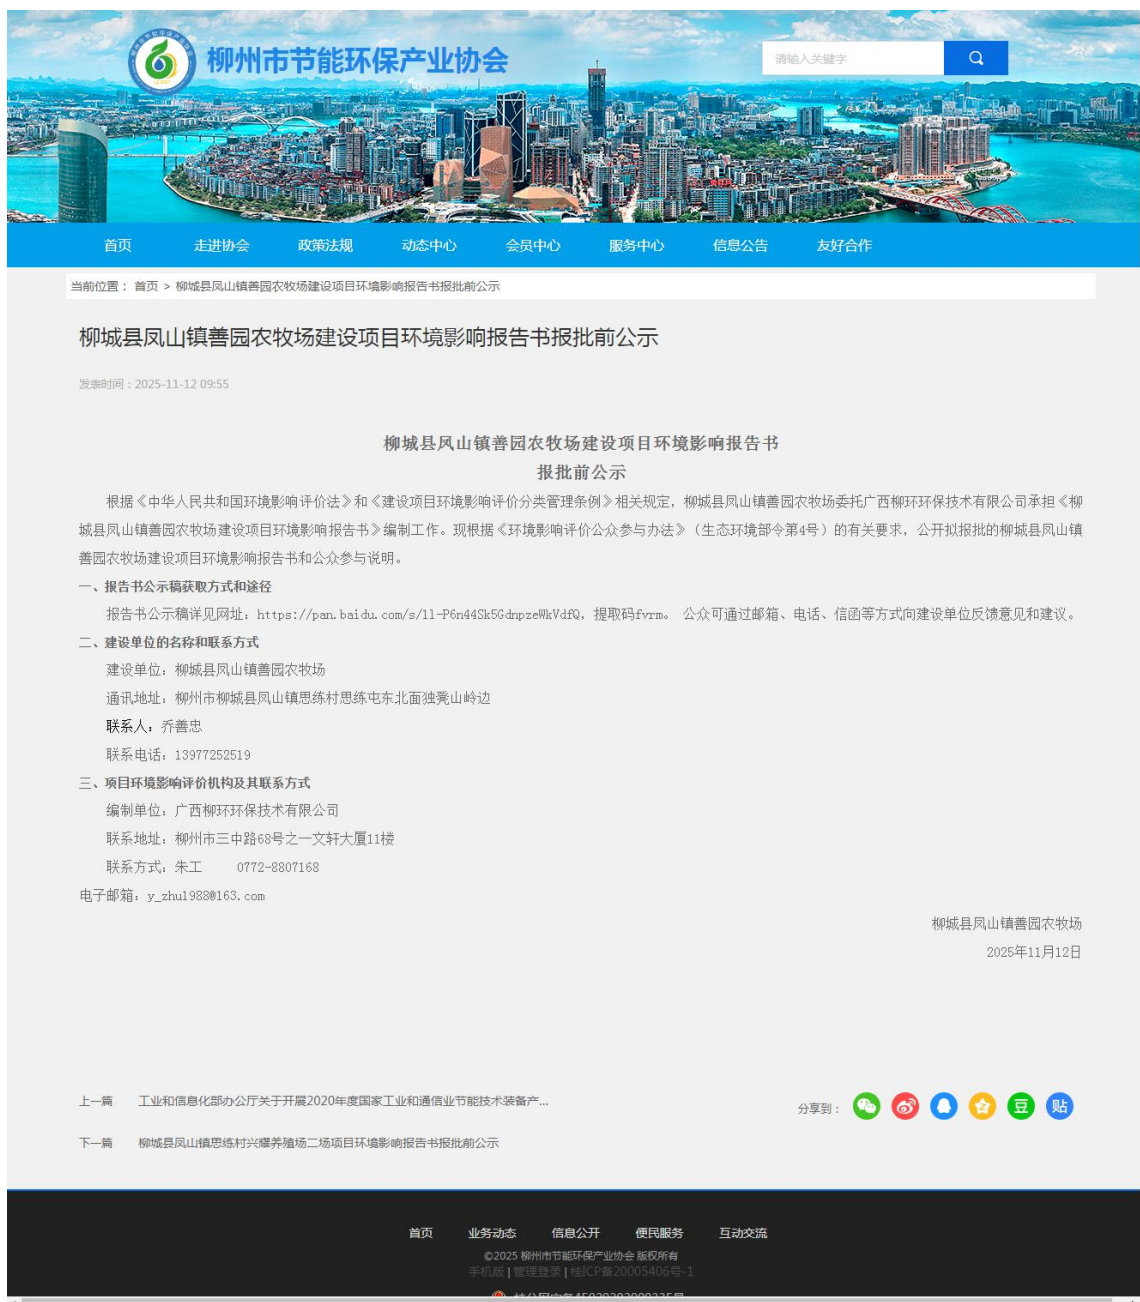 柳州市节能环保产业协会
请输入关键字
首页 走进协会 政策法规 动态中心 会员中心 服务中心 信息公告 友好合作
当前位置： 首页 > 柳城县凤山镇善园农牧场建设项目环境影响报告书报批前公示
柳城县凤山镇善园农牧场建设项目环境影响报告书报批前公示
发表时间：2025-11-12 09:55
柳城县凤山镇善园农牧场建设项目环境影响报告书
报批前公示
根据《中华人民共和国环境影响评价法》和《建设项目环境影响评价分类管理条例》相关规定，柳城县凤山镇善园农牧场委托广西柳环环保技术有限公司承担《柳
城县凤山镇善园农牧场建设项目环境影响报告书》编制工作。现根据《环境影响评价公众参与办法》（生态环境部令第4号）的有关要求，公开拟报批的柳城县凤山镇
善园农牧场建设项目环境影响报告书和公众参与说明。
一、报告书公示稿获取方式和途径
报告书公示稿详见网址：https://pan.baidu.com/s/1l-P6n44Sk5GdnpzeWkVdfQ，提取码fvrm。 公众可通过邮箱、电话、信函等方式向建设单位反馈意见和建议。
二、建设单位的名称和联系方式
建设单位：柳城县凤山镇善园农牧场
通讯地址：柳州市柳城县凤山镇思练村思练屯东北面独凳山岭边
联系人：乔善忠
联系电话：13977252519
三、项目环境影响评价机构及其联系方式
编制单位：广西柳环环保技术有限公司
联系地址：柳州市三中路68号之一文轩大厦11楼
联系方式：朱工 0772-8807168
电子邮箱：y_zhu1988@163.com
柳城县凤山镇善园农牧场
2025年11月12日
上一篇 工业和信息化部办公厅关于开展2020年度国家工业和通信业节能技术装备产...
分享到：
豆 贴
下一篇 柳城县凤山镇思练村兴耀养殖场二场项目环境影响报告书报批前公示
首页 业务动态 信息公开 便民服务 互动交流
©2025 柳州市节能环保产业协会 版权所有
手机版 | 管理登录 | 桂ICP备20005406号-1